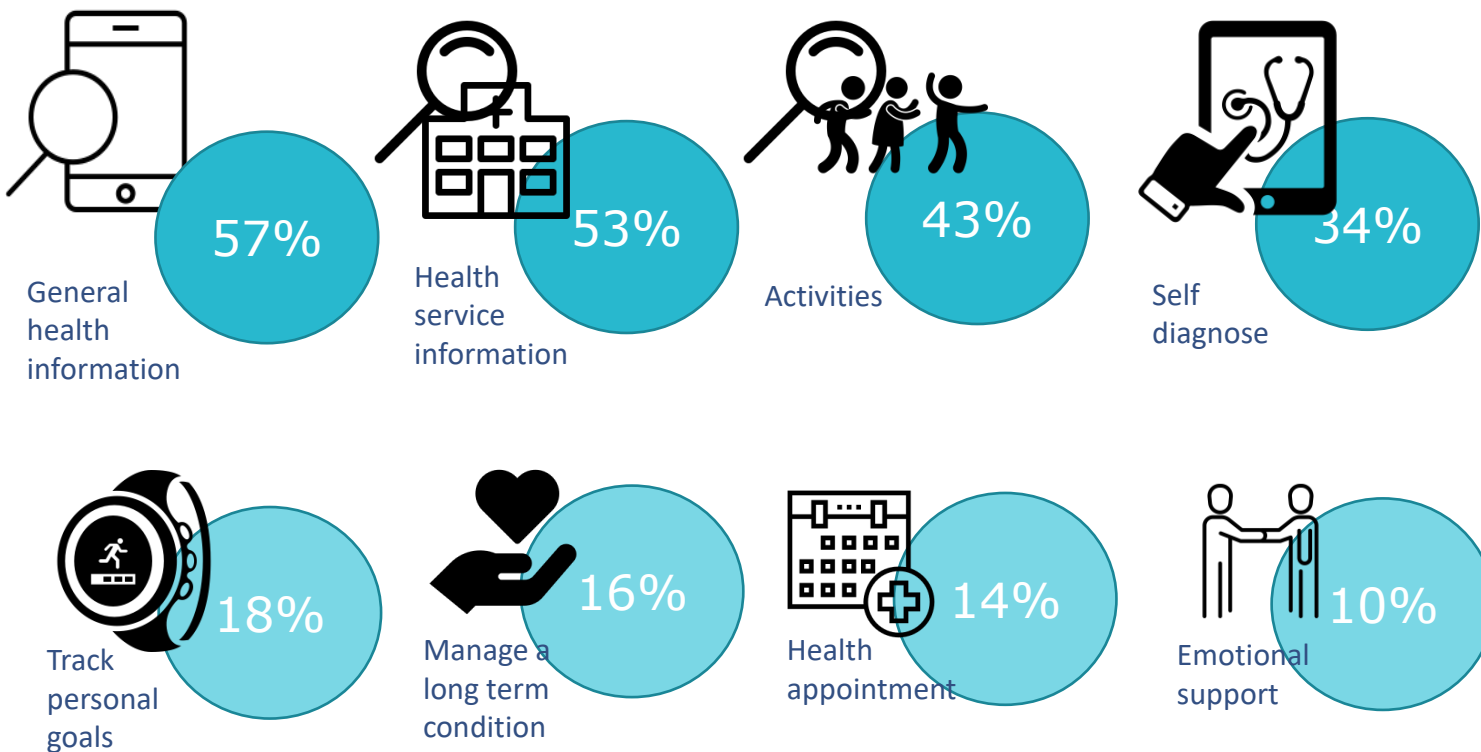 57%
General
health
information
53%
Health
service
information
43%
Activities
34%
Self
diagnose
18%
Track
personal
goals
16%
Manage a
long term
condition
14%
Health
appointment
10%
Emotional
support